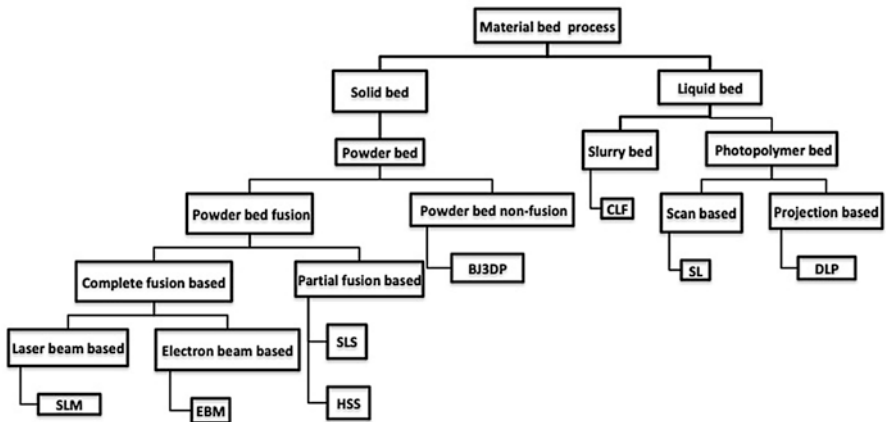 Material bed process
Solid bed
Liquid bed
Powder bed
Slurry bed
Photopolymer bed
Powder bed fusion
Powder bed non-fusion
CLF
Scan based
Projection based
Complete fusion based
Partial fusion based
BJ3DP
SL
DLP
Laser beam based
Electron beam based
SLS
SLM
EBM
HSS